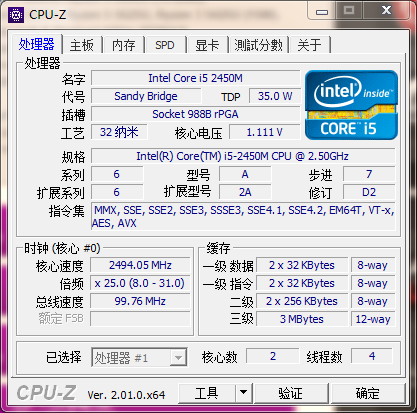 CPU-Z
处理器 主板 内存 SPD 显卡 測試分數 关于
处理器
名字 Intel Core i5 2450M
代号 Sandy Bridge TDP 35.0 W
插槽 Socket 988B rPGA
工艺 32 纳米 核心电压 1.111 V
intel inside™
CORE™ i5
规格 Intel(R) Core(TM) i5-2450M CPU @ 2.50GHz
系列 6 型号 A 步进 7
扩展系列 6 扩展型号 2A 修订 D2
指令集 MMX, SSE, SSE2, SSE3, SSSE3, SSE4.1, SSE4.2, EM64T, VT-x,
AES, AVX
时钟 (核心 #0)
核心速度 2494.05 MHz
倍频 x 25.0 (8.0 - 31.0)
总线速度 99.76 MHz
额定 FSB
缓存
一级 数据 2 x 32 KBytes 8-way
一级 指令 2 x 32 KBytes 8-way
二级 2 x 256 KBytes 8-way
三级 3 MBytes 12-way
已选择 处理器 #1 核心数 2 线程数 4
CPU-Z Ver. 2.01.0.x64 工具 验证 确定